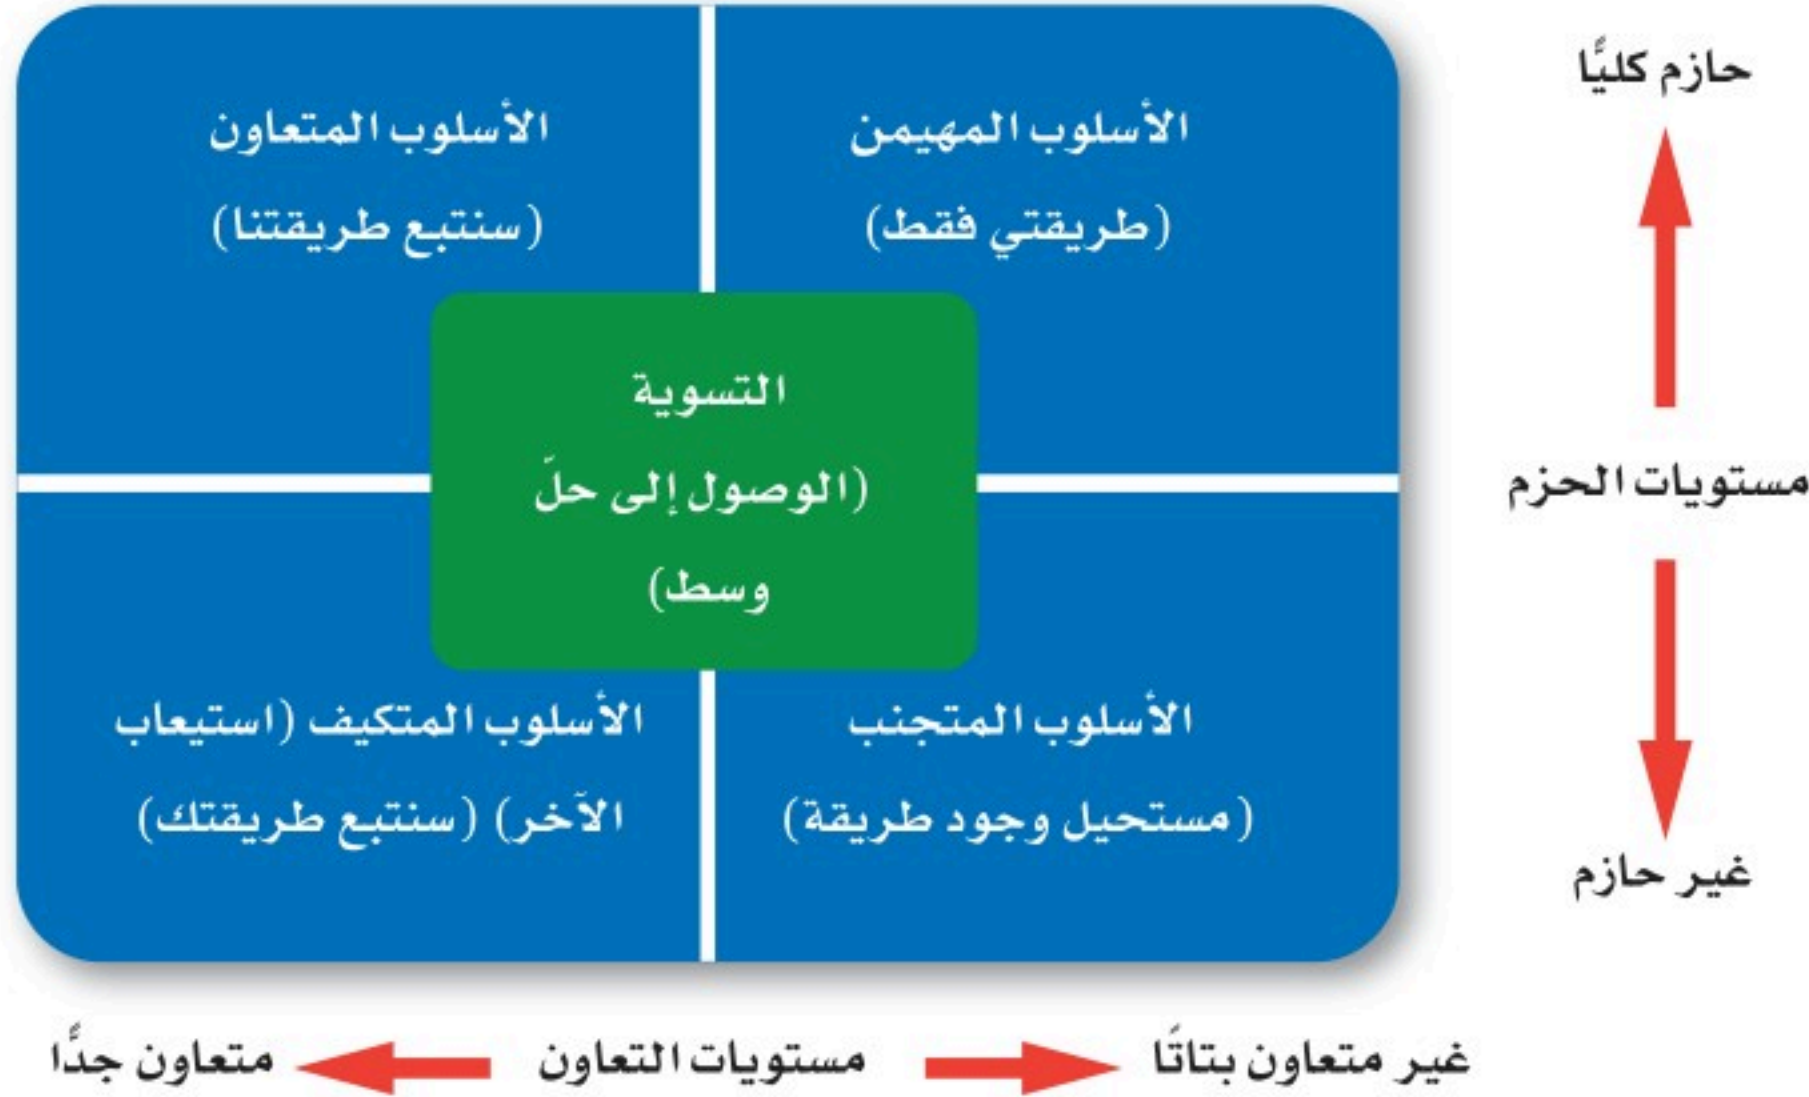 حازم كليًّا
الأسلوب المهيمن
(طريقتي فقط)
الأسلوب المتعاون
(سنتبع طريقتنا)
التسوية
(الوصول إلى حلّ
وسط)
مستويات الحزم
الأسلوب المتجنب
(مستحيل وجود طريقة)
الأسلوب المتكيف (استيعاب
الآخر) (سنتبع طريقتك)
غير حازم
غير متعاون بتاتًا
مستويات التعاون
متعاون جدًّا